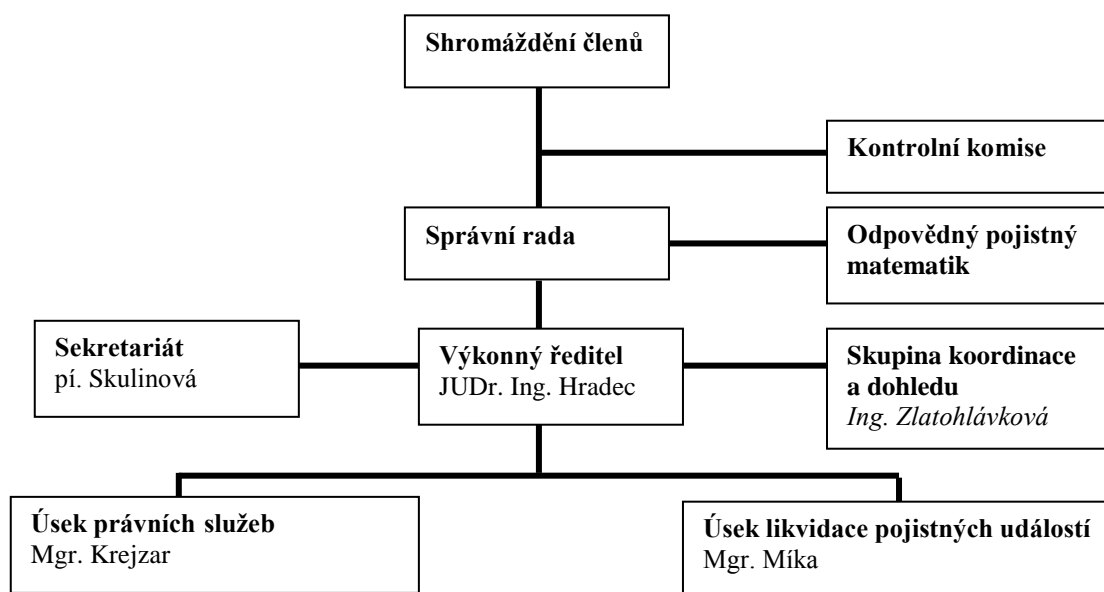 Shromáždění členů
Kontrolní komise
Správní rada
Odpovědný pojistný
matematik
Sekretariát
pí. Skulinová
Výkonný ředitel
JUDr. Ing. Hradec
Skupina koordinace
a dohledu
Ing. Zlatohlávková
Úsek právních služeb
Mgr. Krejzar
Úsek likvidace pojistných událostí
Mgr. Míka